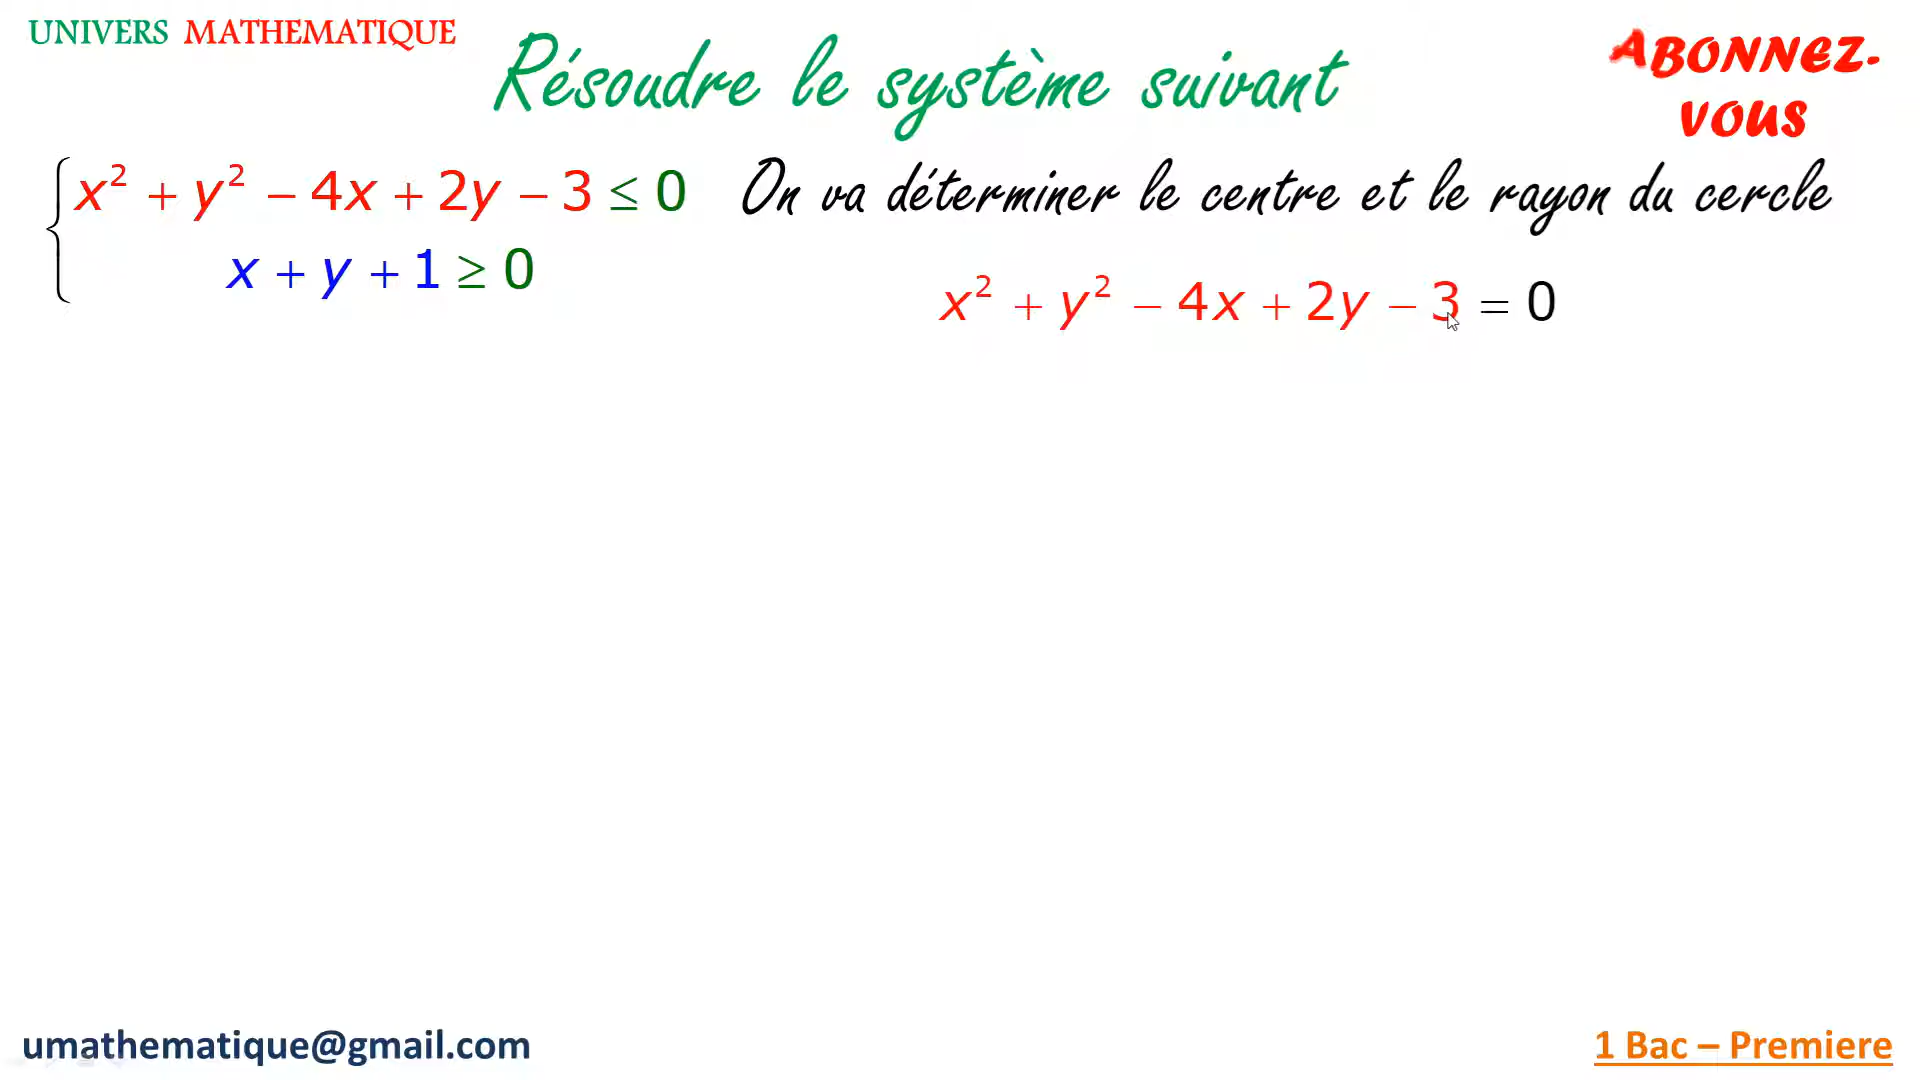 UNIVERS MATHEMATIQUE
Résoudre le système suivant
ABONNEZ-
VOUS
x² + y² − 4x + 2y − 3 ≤ 0
x + y + 1 ≥ 0
On va déterminer le centre et le rayon du cercle
x² + y² − 4x + 2y − 3 = 0
umathematique@gmail.com
1 Bac – Premiere